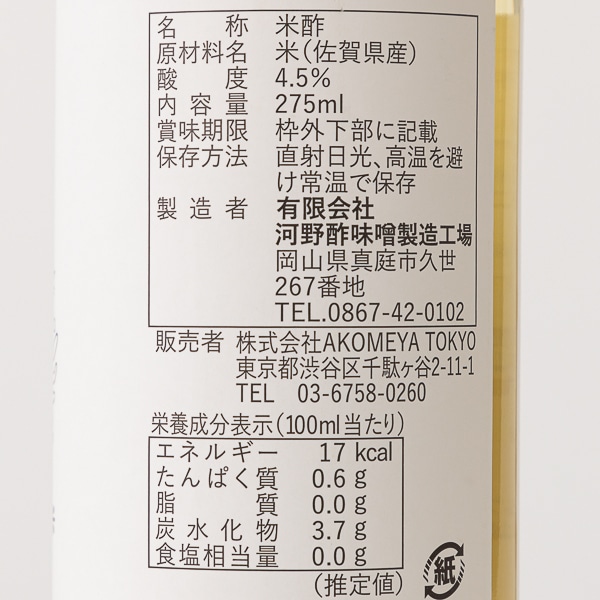 名称 米酢
原材料名 米(佐賀県産)
酸度 4.5%
内容量 275ml
賞味期限 枠外下部に記載
保存方法 直射日光、高温を避
け常温で保存
製造者 有限会社
河野酢味噌製造工場
岡山県真庭市久世
267番地
TEL.0867-42-0102
販売者 株式会社AKOMEYA TOKYO
東京都渋谷区千駄ヶ谷2-11-1
TEL 03-6758-0260
栄養成分表示(100ml当たり)
エネルギー 17 kcal
たんぱく質 0.6 g
脂質 0.0 g
炭水化物 3.7 g
食塩相当量 0.0 g
(推定値)
紙